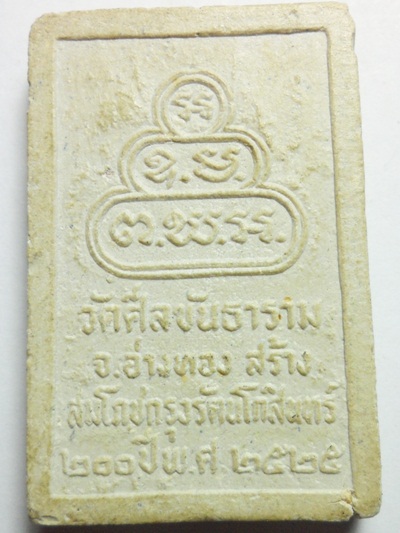 วัดศีลขันธาราม
จ.อ่างทอง สร้าง
สมโภชกรุงรัตนโกสินทร์
๒๐๐ ปี พ.ศ ๒๕๒๕